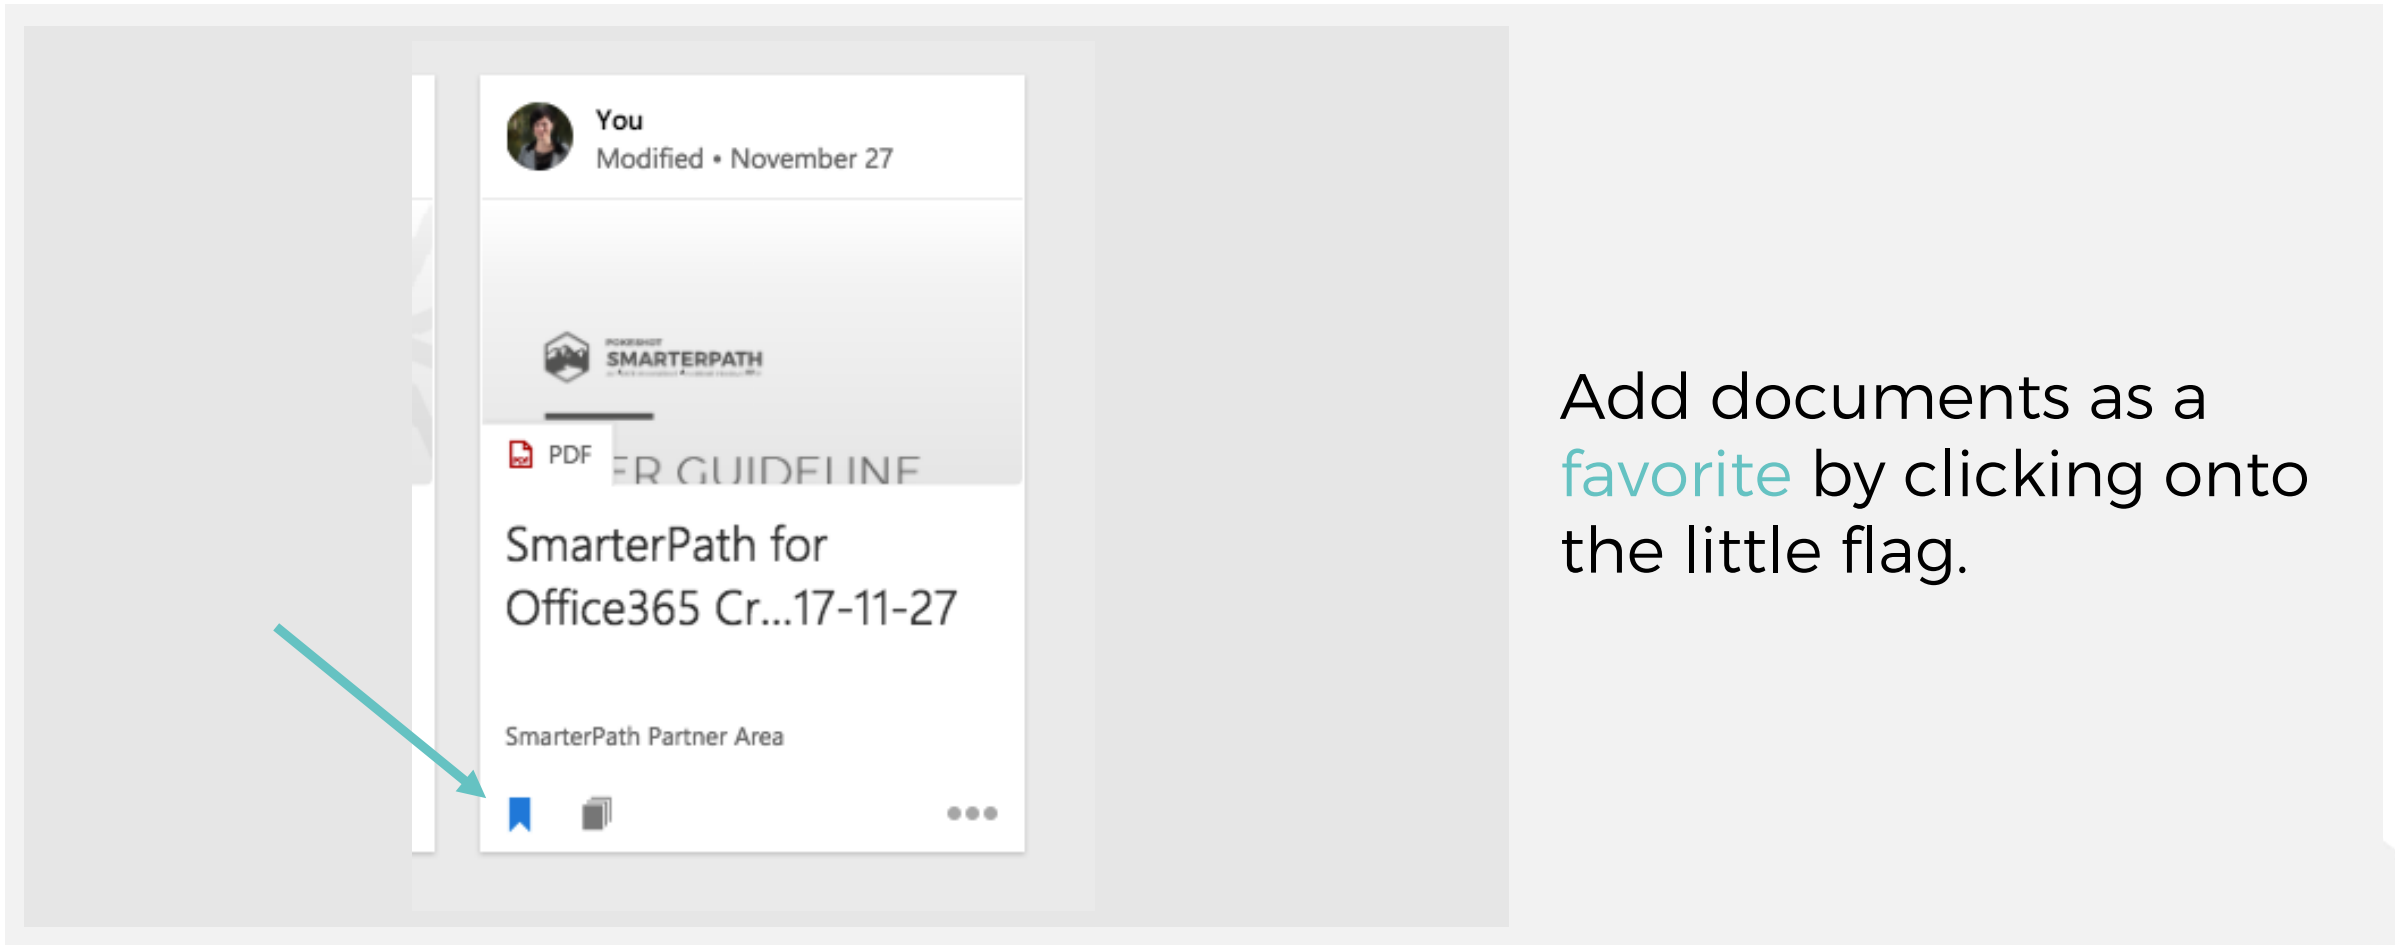 You
Modified • November 27
POKESHOT
SMARTERPATH
PDF
ER GUIDELINE
SmarterPath for
Office365 Cr...17-11-27
SmarterPath Partner Area
Add documents as a
favorite by clicking onto
the little flag.